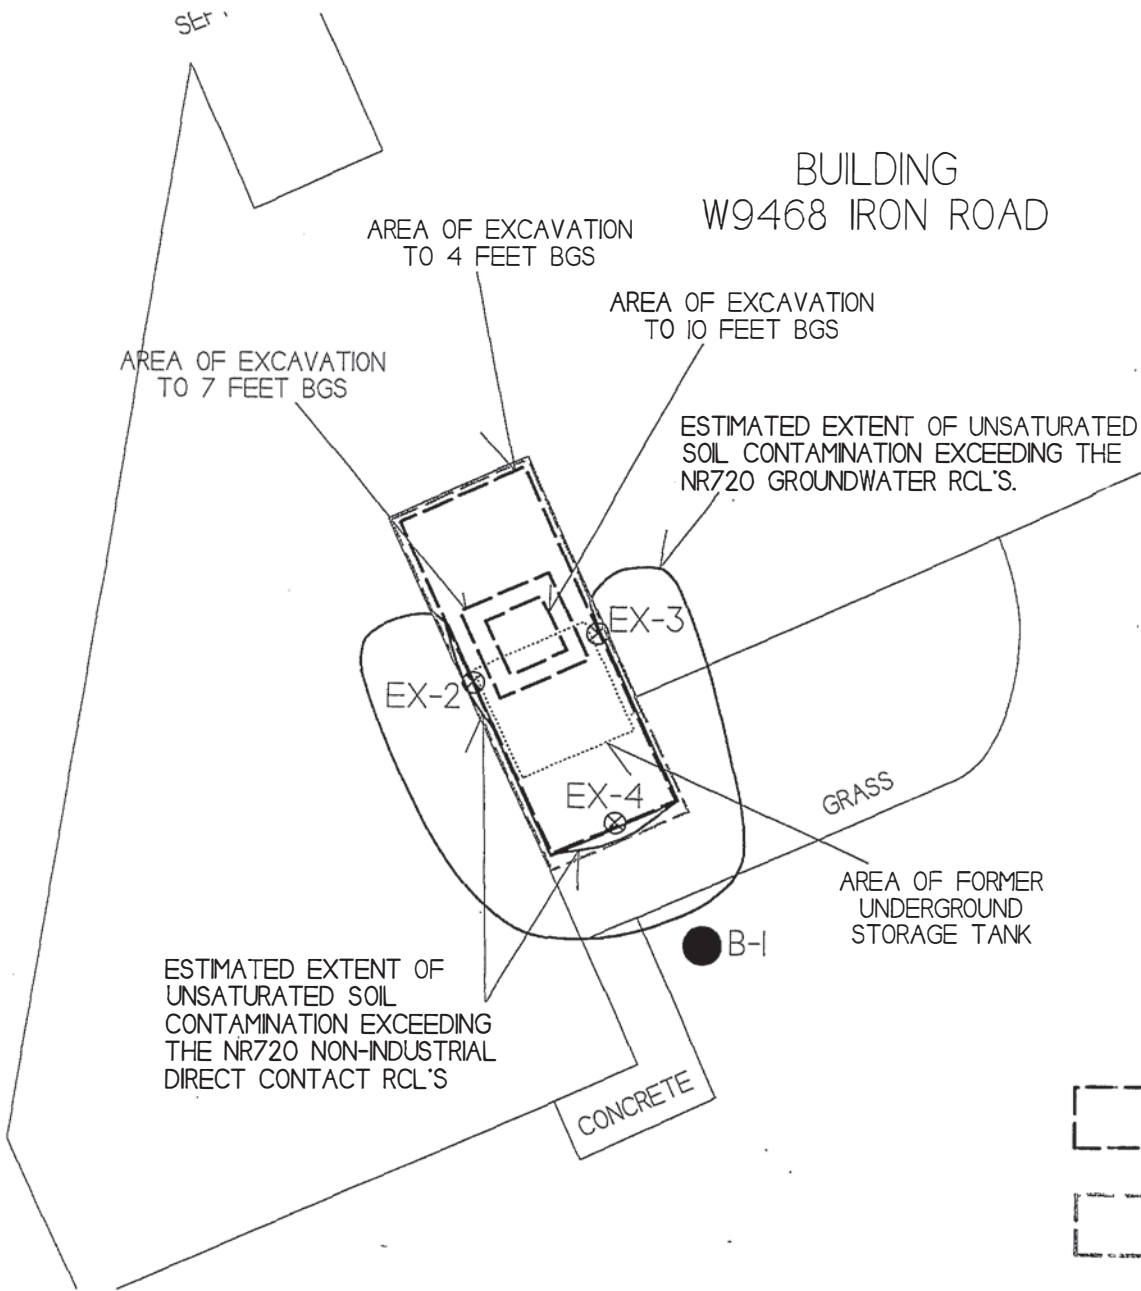 BUILDING
W9468 IRON ROAD
AREA OF EXCAVATION
TO 4 FEET BGS
AREA OF EXCAVATION
TO 10 FEET BGS
AREA OF EXCAVATION
TO 7 FEET BGS
ESTIMATED EXTENT OF UNSATURATED
SOIL CONTAMINATION EXCEEDING THE
NR720 GROUNDWATER RCL'S.
EX-3
EX-2
EX-4
GRASS
AREA OF FORMER
UNDERGROUND
STORAGE TANK
B-1
ESTIMATED EXTENT OF
UNSATURATED SOIL
CONTAMINATION EXCEEDING
THE NR720 NON-INDUSTRIAL
DIRECT CONTACT RCL'S
CONCRETE